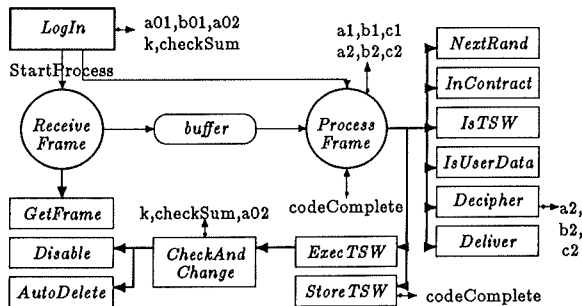 LogIn
a01,b01,a02
k,checkSum
StartProcess
a1,b1,c1
a2,b2,c2
NextRand
InContract
IsTSW
IsUserData
Decipher
Deliver
a2,
b2,
c2
Receive
Frame
buffer
Process
Frame
codeComplete
GetFrame
Disable
AutoDelete
k,checkSum,a02
CheckAnd
Change
ExecTSW
StoreTSW
codeComplete